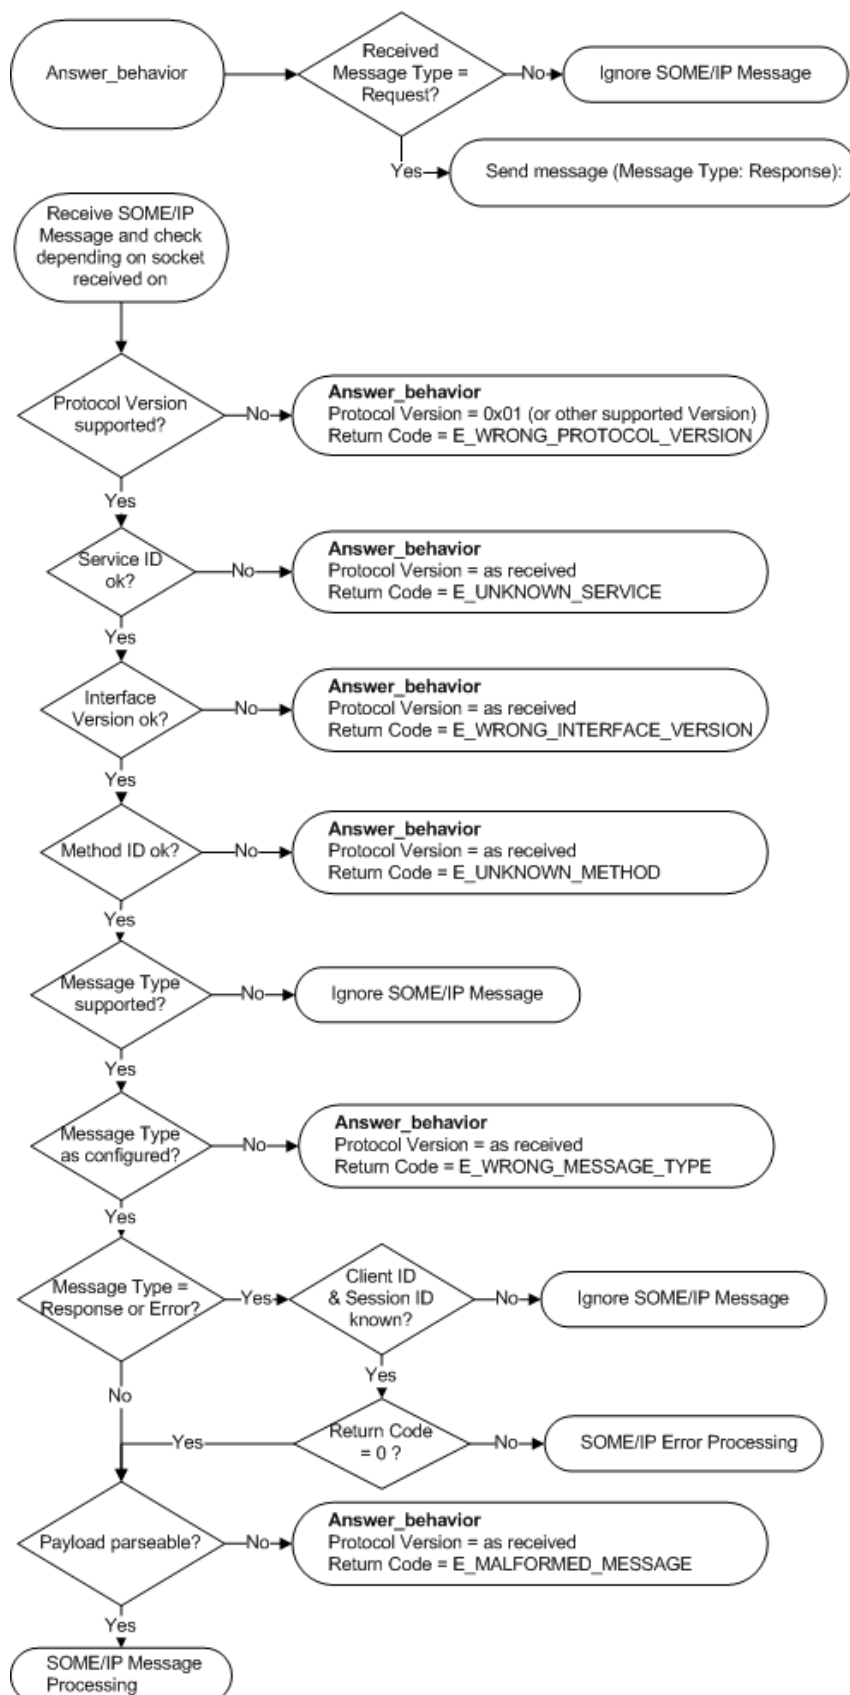 Answer_behavior
Received
Message Type =
Request?
No
Ignore SOME/IP Message
Yes
Send message (Message Type: Response):
Receive SOME/IP
Message and check
depending on socket
received on
Protocol Version
supported?
No
Answer_behavior
Protocol Version = 0x01 (or other supported Version)
Return Code = E_WRONG_PROTOCOL_VERSION
Yes
Service ID
ok?
No
Answer_behavior
Protocol Version = as received
Return Code = E_UNKNOWN_SERVICE
Yes
Interface
Version ok?
No
Answer_behavior
Protocol Version = as received
Return Code = E_WRONG_INTERFACE_VERSION
Yes
Method ID ok?
No
Answer_behavior
Protocol Version = as received
Return Code = E_UNKNOWN_METHOD
Yes
Message Type
supported?
No
Ignore SOME/IP Message
Yes
Message Type
as configured?
No
Answer_behavior
Protocol Version = as received
Return Code = E_WRONG_MESSAGE_TYPE
Yes
Message Type =
Response or Error?
Yes
Client ID
& Session ID
known?
No
Ignore SOME/IP Message
Yes
No
Return Code
= 0 ?
Yes
No
SOME/IP Error Processing
Payload parseable?
No
Answer_behavior
Protocol Version = as received
Return Code = E_MALFORMED_MESSAGE
Yes
SOME/IP Message
Processing